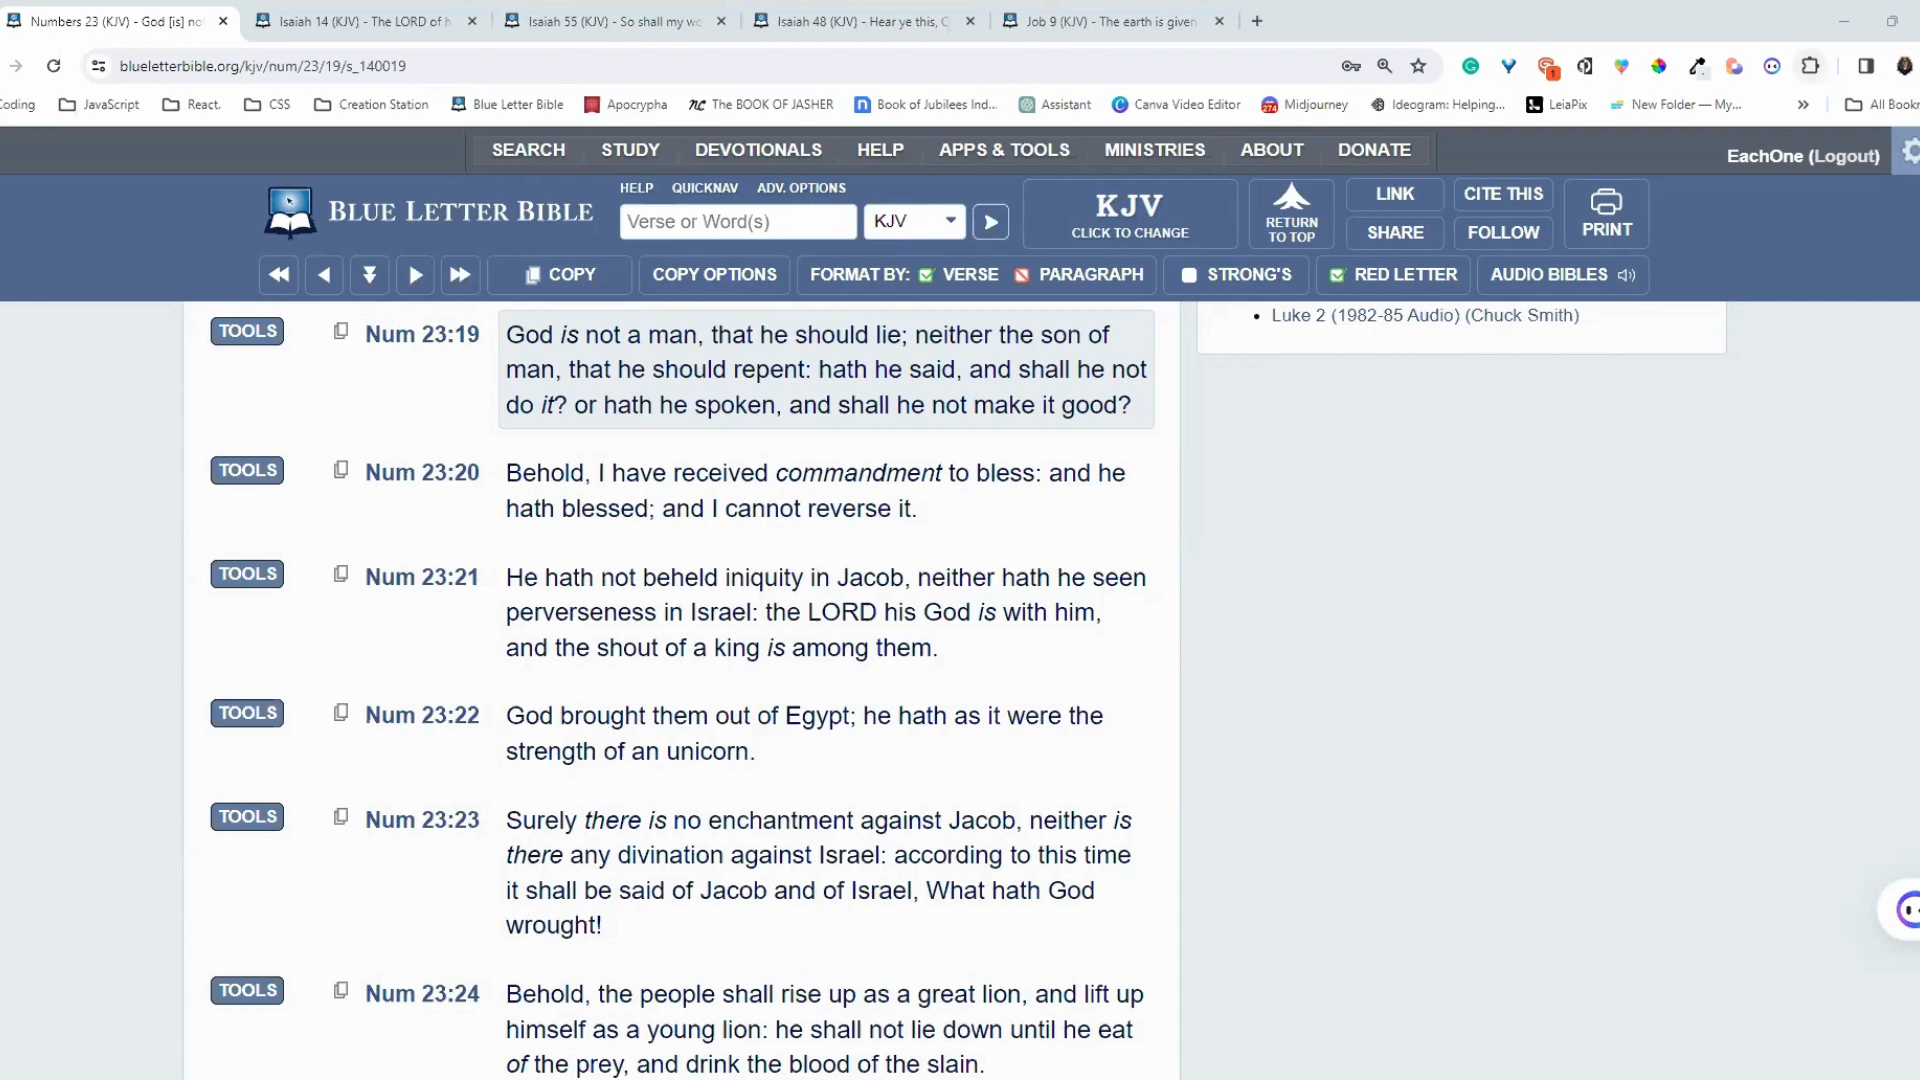 Numbers 23 (KJV) - God [is] no
Isaiah 14 (KJV) - The LORD of h
Isaiah 55 (KJV) - So shall my wo
Isaiah 48 (KJV) - Hear ye this, C
Job 9 (KJV) - The earth is given
blueletterbible.org/kjv/num/23/19/s_140019
1
Coding
JavaScript
React.
CSS
Creation Station
Blue Letter Bible
Apocrypha
The BOOK OF JASHER
Book of Jubilees Ind...
Assistant
Canva Video Editor
274
Midjourney
Ideogram: Helping...
LeiaPix
New Folder — My...
»
All Bookm
SEARCH STUDY DEVOTIONALS HELP APPS & TOOLS MINISTRIES ABOUT DONATE
EachOne (Logout)
BLUE LETTER BIBLE
HELP QUICKNAV ADV. OPTIONS
Verse or Word(s)
KJV
KJV
CLICK TO CHANGE
RETURN
TO TOP
LINK
CITE THIS
SHARE
FOLLOW
PRINT
COPY
COPY OPTIONS
FORMAT BY: VERSE PARAGRAPH
STRONG'S
RED LETTER
AUDIO BIBLES
Luke 2 (1982-85 Audio) (Chuck Smith)
TOOLS Num 23:19 God is not a man, that he should lie; neither the son of
man, that he should repent: hath he said, and shall he not
do it? or hath he spoken, and shall he not make it good?
TOOLS Num 23:20 Behold, I have received commandment to bless: and he
hath blessed; and I cannot reverse it.
TOOLS Num 23:21 He hath not beheld iniquity in Jacob, neither hath he seen
perverseness in Israel: the LORD his God is with him,
and the shout of a king is among them.
TOOLS Num 23:22 God brought them out of Egypt; he hath as it were the
strength of an unicorn.
TOOLS Num 23:23 Surely there is no enchantment against Jacob, neither is
there any divination against Israel: according to this time
it shall be said of Jacob and of Israel, What hath God
wrought!
TOOLS Num 23:24 Behold, the people shall rise up as a great lion, and lift up
himself as a young lion: he shall not lie down until he eat
of the prey, and drink the blood of the slain.